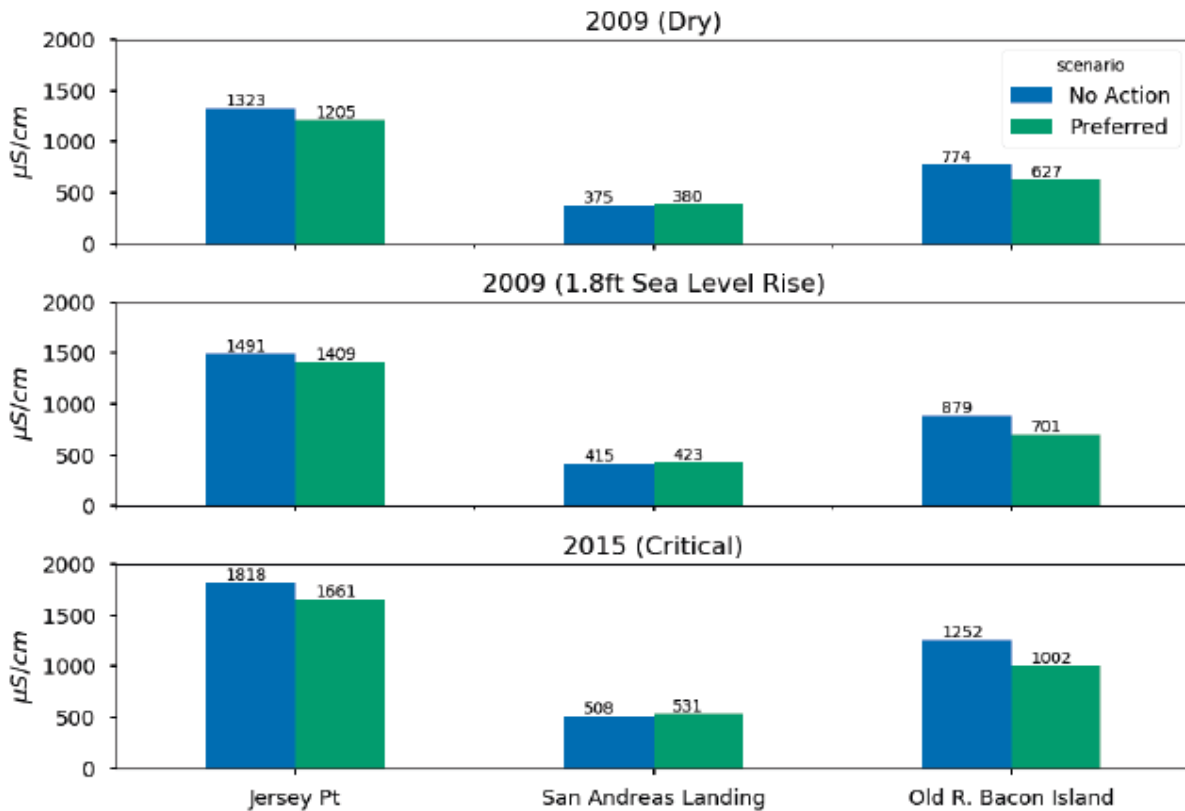 2009 (Dry)
2000
1500
1000
500
0
µS/cm
1323
1205
375
380
774
627
scenario
No Action
Preferred
2009 (1.8ft Sea Level Rise)
2000
1500
1000
500
0
µS/cm
1491
1409
415
423
879
701
2015 (Critical)
2000
1500
1000
500
0
µS/cm
1818
1661
508
531
1252
1002
Jersey Pt
San Andreas Landing
Old R. Bacon Island